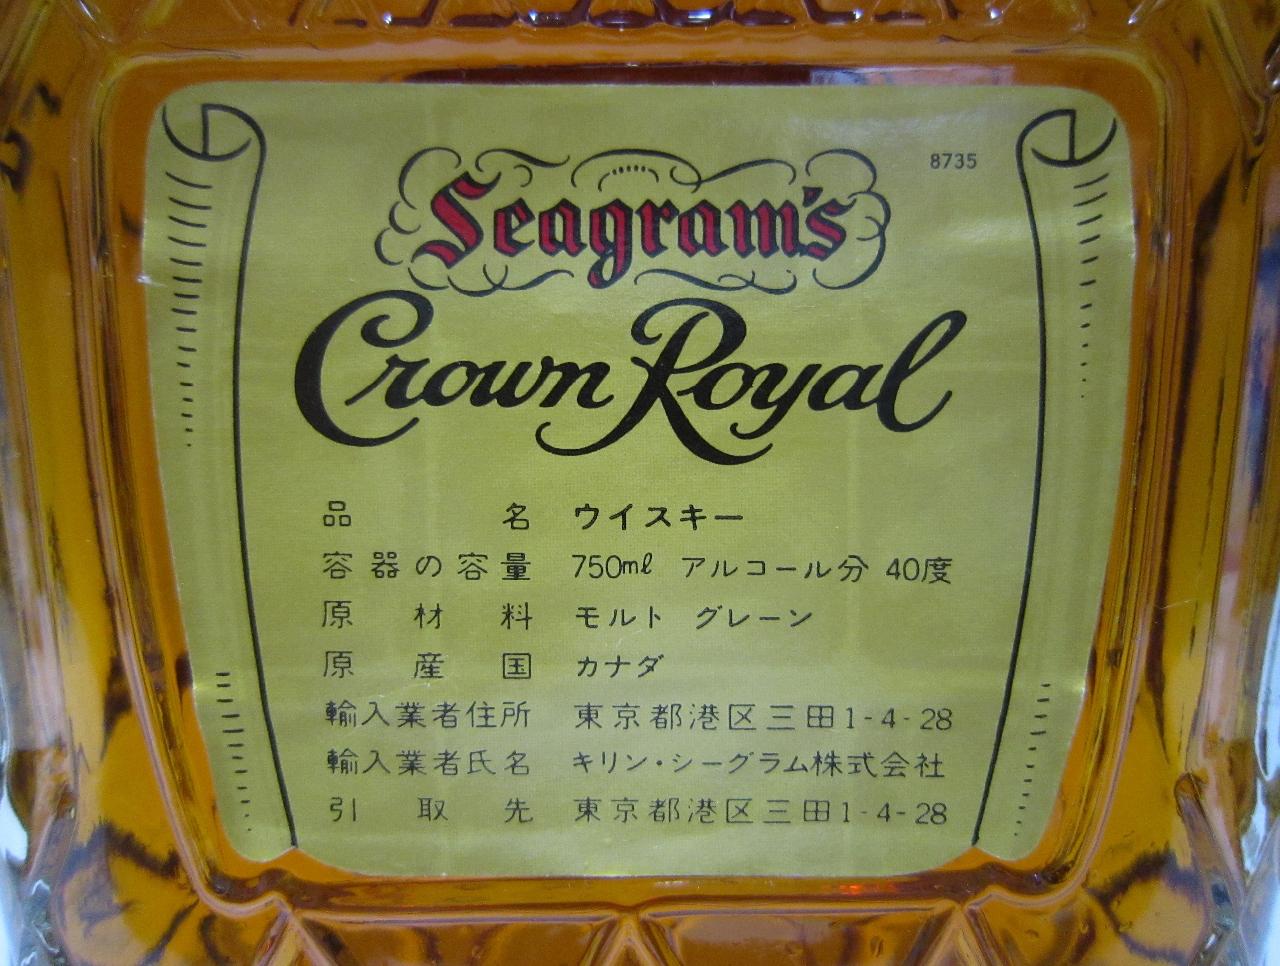 8735
Seagram's
Crown Royal
品名 ウイスキー
容器の容量 750ml アルコール分 40度
原材料 モルト グレーン
原産国 カナダ
輸入業者住所 東京都港区三田1-4-28
輸入業者氏名 キリン・シーグラム株式会社
引取先 東京都港区三田1-4-28